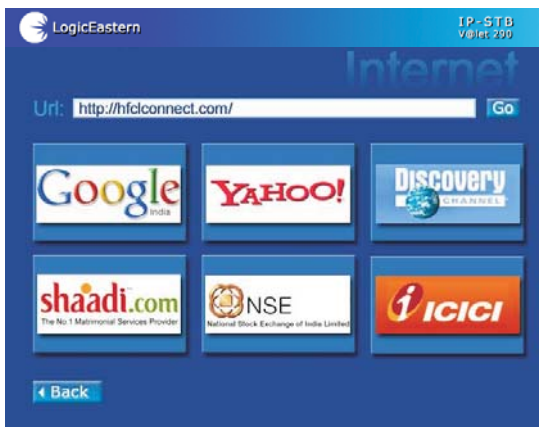 LogicEastern
IP-STB
V@let 290
Internet
Url: http://hfclconnect.com/ Go
Google
India
YAHOO!
DISCOVERY
CHANNEL
shaadi.com
The No 1 Matrimonial Services Provider
NSE
National Stock Exchange of India Limited
i ICICI
Back